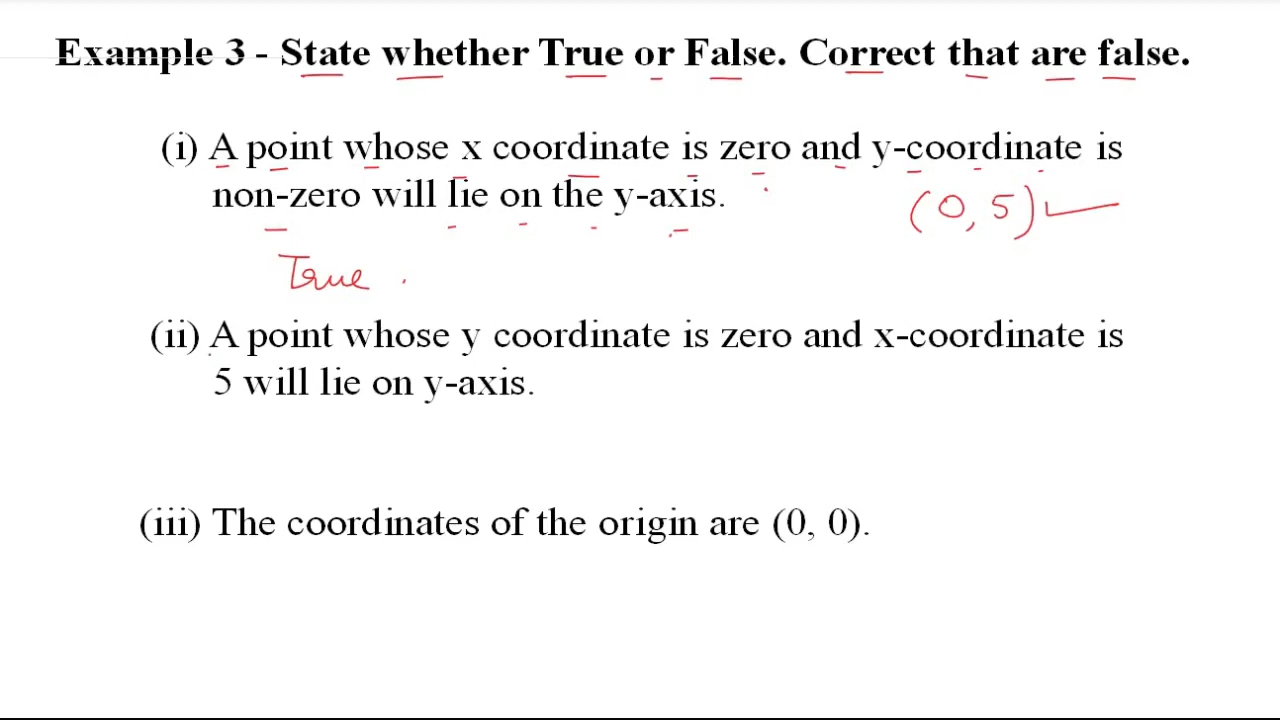 Example 3 - State whether True or False. Correct that are false.
(i) A point whose x coordinate is zero and y-coordinate is
non-zero will lie on the y-axis.
(0, 5)
True .
(ii) A point whose y coordinate is zero and x-coordinate is
5 will lie on y-axis.
(iii) The coordinates of the origin are (0, 0).